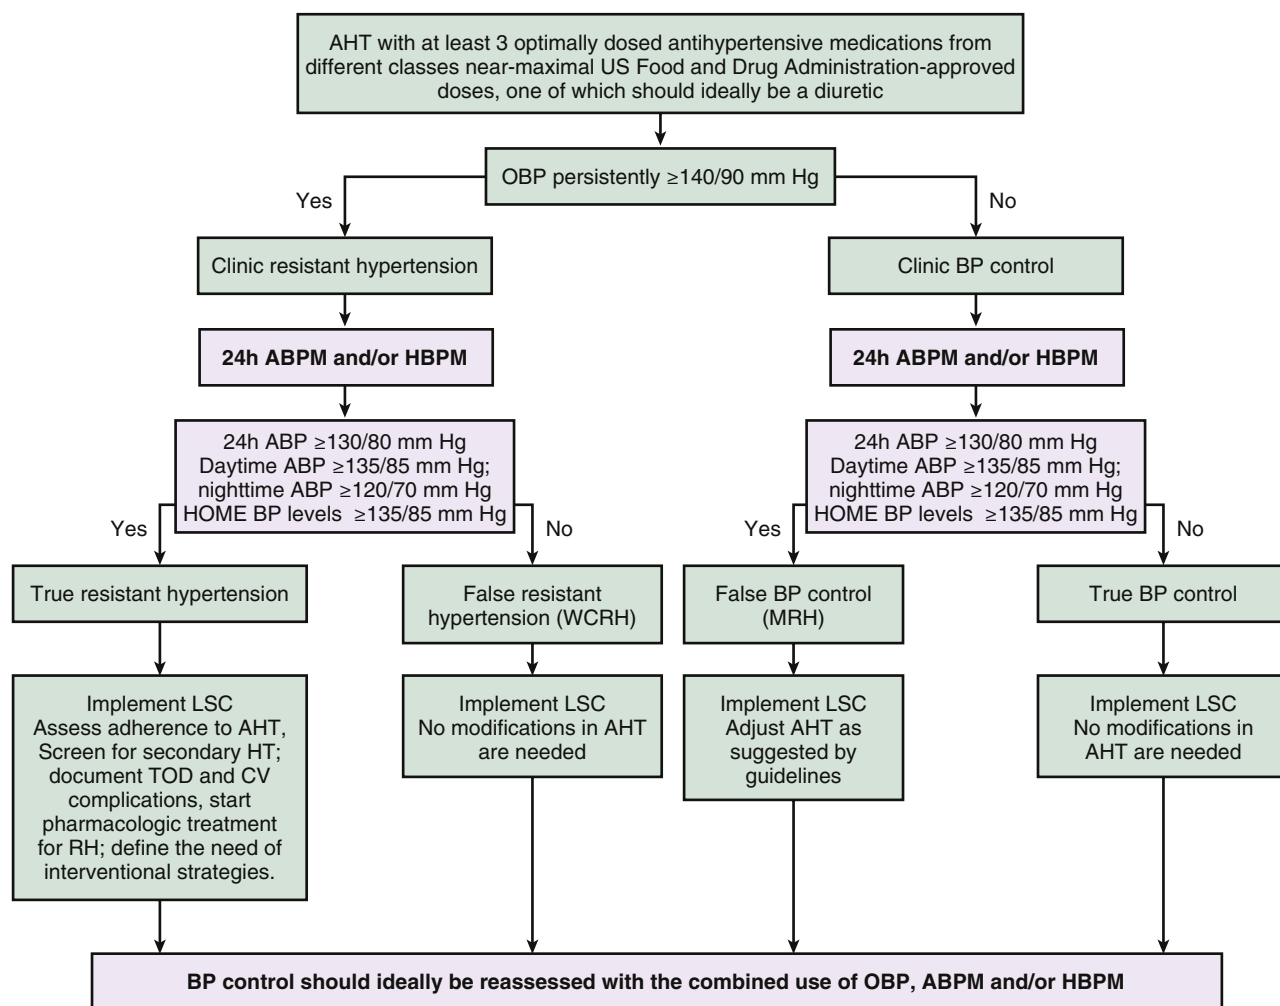 AHT with at least 3 optimally dosed antihypertensive medications from
different classes near-maximal US Food and Drug Administration-approved
doses, one of which should ideally be a diuretic
OBP persistently ≥140/90 mm Hg
Yes
No
Clinic resistant hypertension
Clinic BP control
24h ABPM and/or HBPM
24h ABPM and/or HBPM
24h ABP ≥130/80 mm Hg
Daytime ABP ≥135/85 mm Hg;
nighttime ABP ≥120/70 mm Hg
HOME BP levels ≥135/85 mm Hg
24h ABP ≥130/80 mm Hg
Daytime ABP ≥135/85 mm Hg;
nighttime ABP ≥120/70 mm Hg
HOME BP levels ≥135/85 mm Hg
Yes
No
Yes
No
True resistant hypertension
False resistant
hypertension (WCRH)
False BP control
(MRH)
True BP control
Implement LSC
Assess adherence to AHT,
Screen for secondary HT;
document TOD and CV
complications, start
pharmacologic treatment
for RH; define the need of
interventional strategies.
Implement LSC
No modifications in AHT
are needed
Implement LSC
Adjust AHT as
suggested by
guidelines
Implement LSC
No modifications in
AHT are needed
BP control should ideally be reassessed with the combined use of OBP, ABPM and/or HBPM